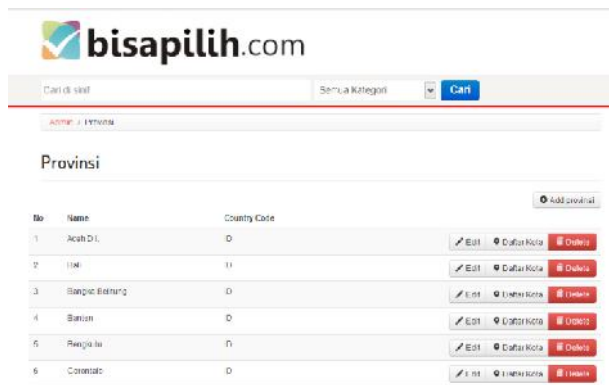 bisapilih.com
Cari di sini! Semua Kategori Cari
Admin / Provinsi
Provinsi
Add provinsi
No Name Country Code
1 Aceh D.I. ID Edit Daftar Kota Delete
2 Bali ID Edit Daftar Kota Delete
3 Bangka Belitung ID Edit Daftar Kota Delete
4 Banten ID Edit Daftar Kota Delete
5 Bengkulu ID Edit Daftar Kota Delete
6 Gorontalo ID Edit Daftar Kota Delete